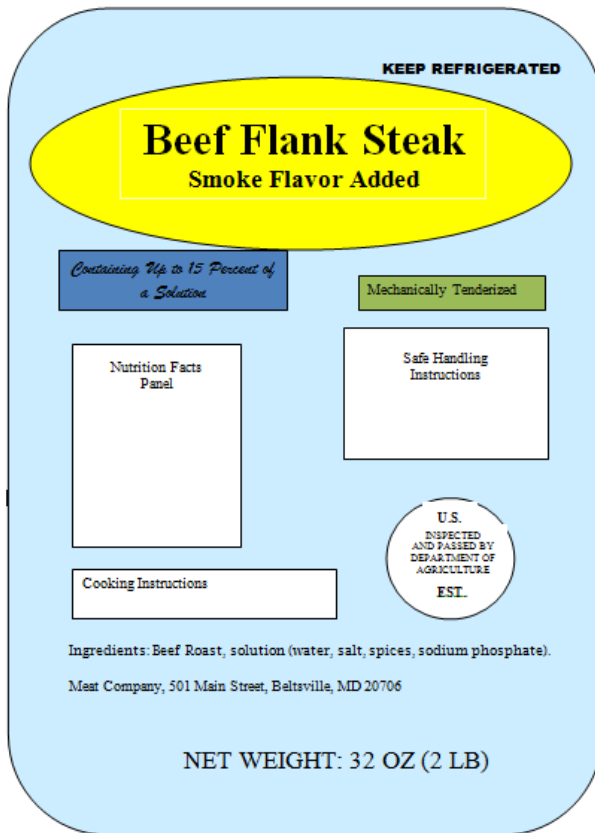 KEEP REFRIGERATED
Beef Flank Steak
Smoke Flavor Added
Containing Up to 15 Percent of
a Solution
Mechanically Tenderized
Nutrition Facts
Panel
Safe Handling
Instructions
U.S.
INSPECTED
AND PASSED BY
DEPARTMENT OF
AGRICULTURE
EST.
Cooking Instructions
Ingredients: Beef Roast, solution (water, salt, spices, sodium phosphate).
Meat Company, 501 Main Street, Beltsville, MD 20706
NET WEIGHT: 32 OZ (2 LB)